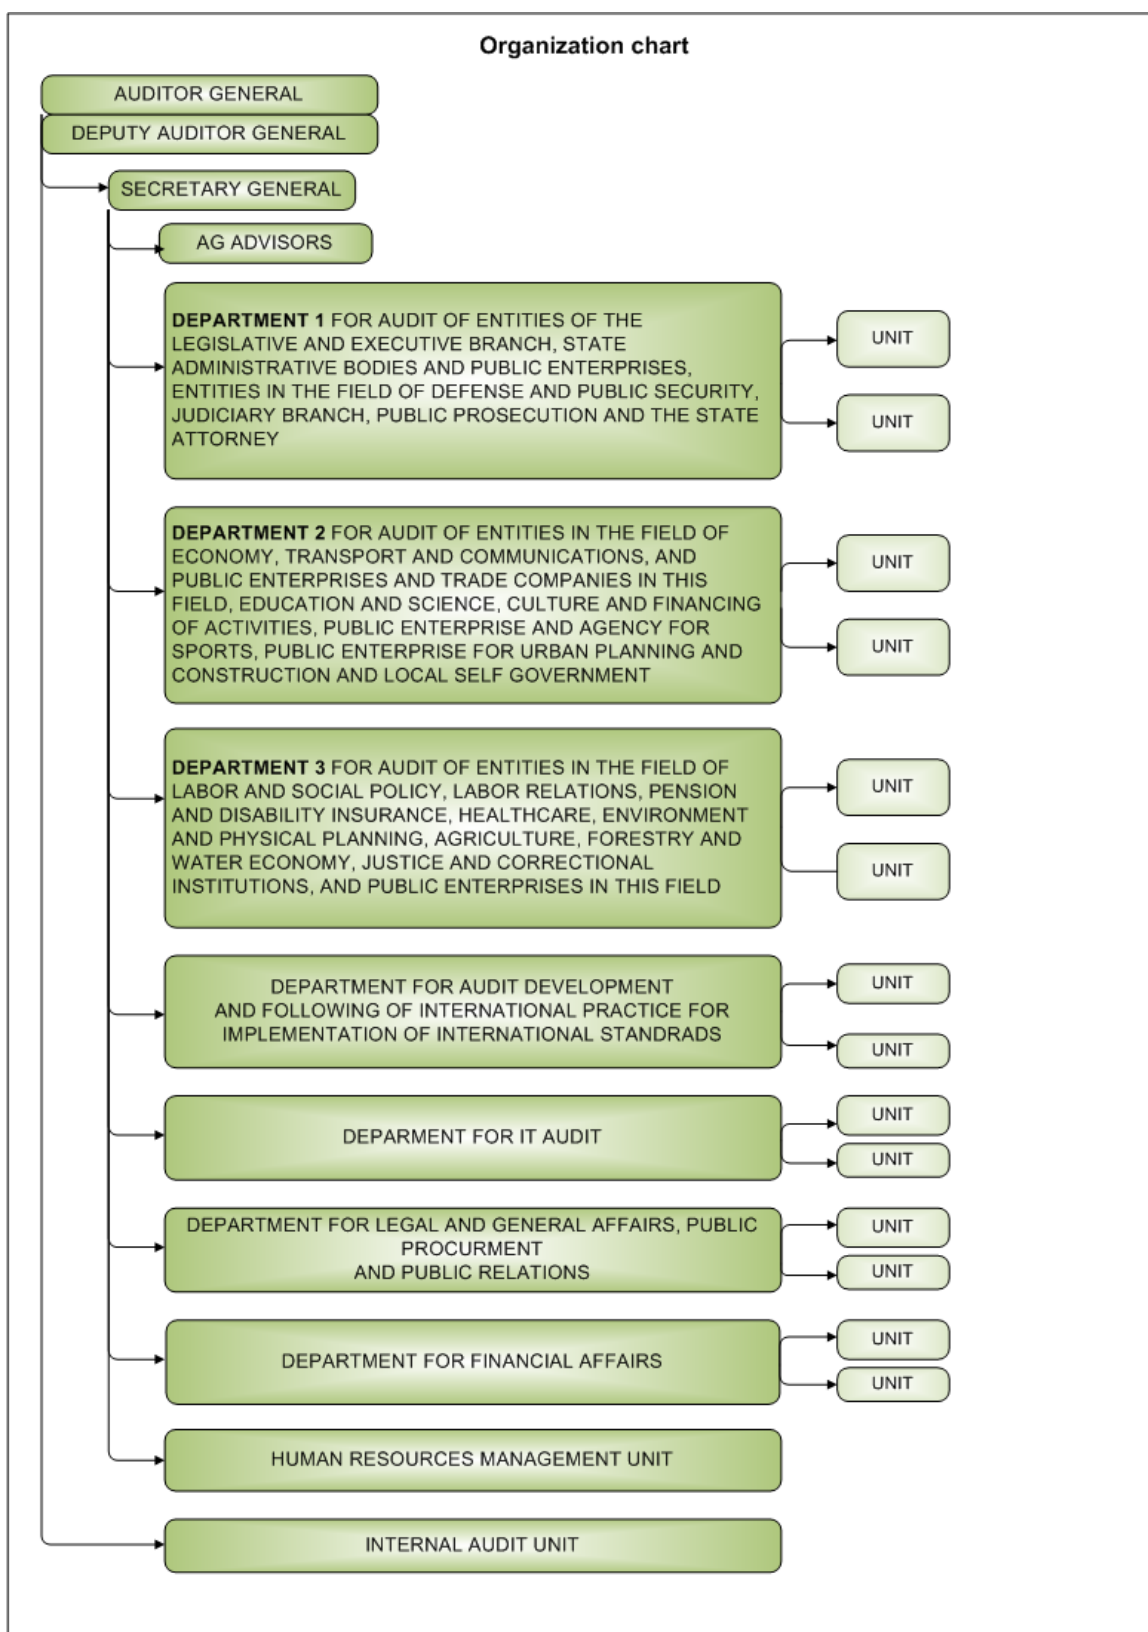 Organization chart
AUDITOR GENERAL
DEPUTY AUDITOR GENERAL
SECRETARY GENERAL
AG ADVISORS
DEPARTMENT 1 FOR AUDIT OF ENTITIES OF THE
LEGISLATIVE AND EXECUTIVE BRANCH, STATE
ADMINISTRATIVE BODIES AND PUBLIC ENTERPRISES,
ENTITIES IN THE FIELD OF DEFENSE AND PUBLIC SECURITY,
JUDICIARY BRANCH, PUBLIC PROSECUTION AND THE STATE
ATTORNEY
UNIT
UNIT
DEPARTMENT 2 FOR AUDIT OF ENTITIES IN THE FIELD OF
ECONOMY, TRANSPORT AND COMMUNICATIONS, AND
PUBLIC ENTERPRISES AND TRADE COMPANIES IN THIS
FIELD, EDUCATION AND SCIENCE, CULTURE AND FINANCING
OF ACTIVITIES, PUBLIC ENTERPRISE AND AGENCY FOR
SPORTS, PUBLIC ENTERPRISE FOR URBAN PLANNING AND
CONSTRUCTION AND LOCAL SELF GOVERNMENT
UNIT
UNIT
DEPARTMENT 3 FOR AUDIT OF ENTITIES IN THE FIELD OF
LABOR AND SOCIAL POLICY, LABOR RELATIONS, PENSION
AND DISABILITY INSURANCE, HEALTHCARE, ENVIRONMENT
AND PHYSICAL PLANNING, AGRICULTURE, FORESTRY AND
WATER ECONOMY, JUSTICE AND CORRECTIONAL
INSTITUTIONS, AND PUBLIC ENTERPRISES IN THIS FIELD
UNIT
UNIT
DEPARTMENT FOR AUDIT DEVELOPMENT
AND FOLLOWING OF INTERNATIONAL PRACTICE FOR
IMPLEMENTATION OF INTERNATIONAL STANDRADS
UNIT
UNIT
DEPARMENT FOR IT AUDIT
UNIT
UNIT
DEPARTMENT FOR LEGAL AND GENERAL AFFAIRS, PUBLIC
PROCURMENT
AND PUBLIC RELATIONS
UNIT
UNIT
DEPARTMENT FOR FINANCIAL AFFAIRS
UNIT
UNIT
HUMAN RESOURCES MANAGEMENT UNIT
INTERNAL AUDIT UNIT